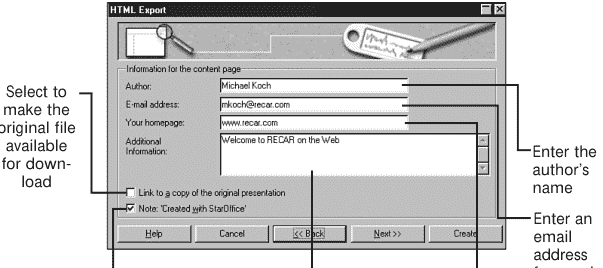 HTML Export
Information for the content page
Author: Michael Koch
E-mail address: mkoch@recar.com
Your homepage: www.recar.com
Additional Information: Welcome to RECAR on the Web
Link to a copy of the original presentation
Note: 'Created with StarOffice'
Help Cancel << Back Next >> Create
Select to
make the
original file
available
for down-
load
Enter the
author's
name
Enter an
email
address